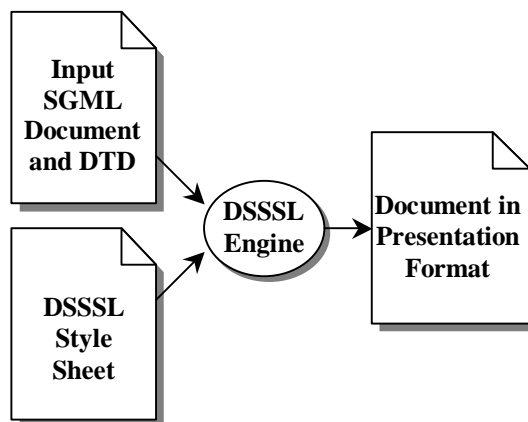 Input
SGML
Document
and DTD
DSSSL
Style
Sheet
DSSSL
Engine
Document in
Presentation
Format